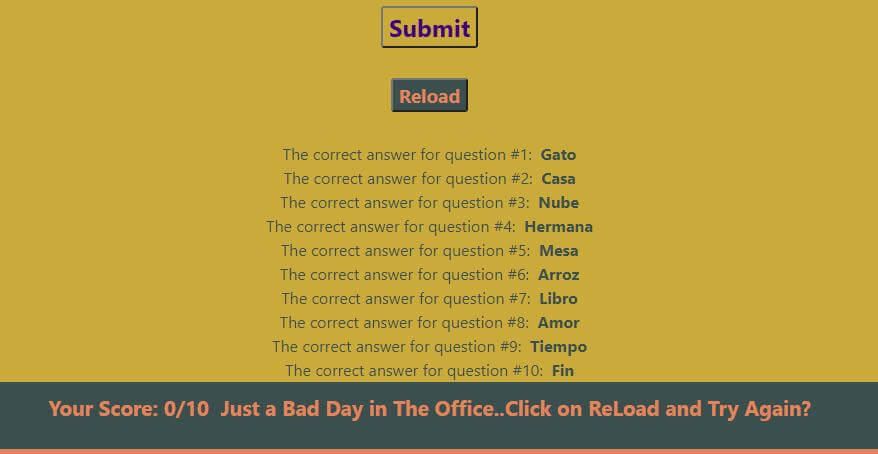 Submit
Reload
The correct answer for question #1: Gato
The correct answer for question #2: Casa
The correct answer for question #3: Nube
The correct answer for question #4: Hermana
The correct answer for question #5: Mesa
The correct answer for question #6: Arroz
The correct answer for question #7: Libro
The correct answer for question #8: Amor
The correct answer for question #9: Tiempo
The correct answer for question #10: Fin
Your Score: 0/10 Just a Bad Day in The Office..Click on ReLoad and Try Again?